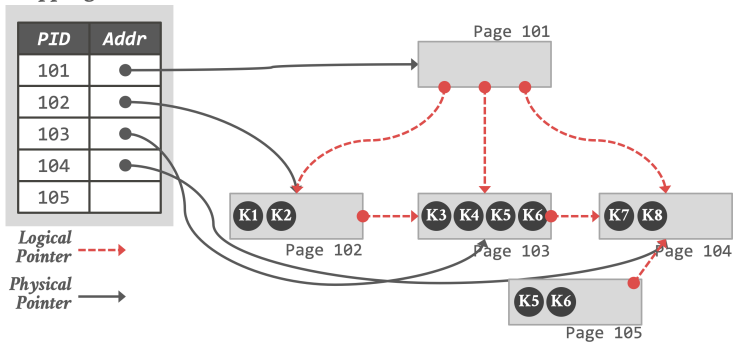 PID Addr
101
102
103
104
105
Logical
Pointer
Physical
Pointer
Page 101
K1 K2
Page 102
K3 K4 K5 K6
Page 103
K7 K8
Page 104
K5 K6
Page 105